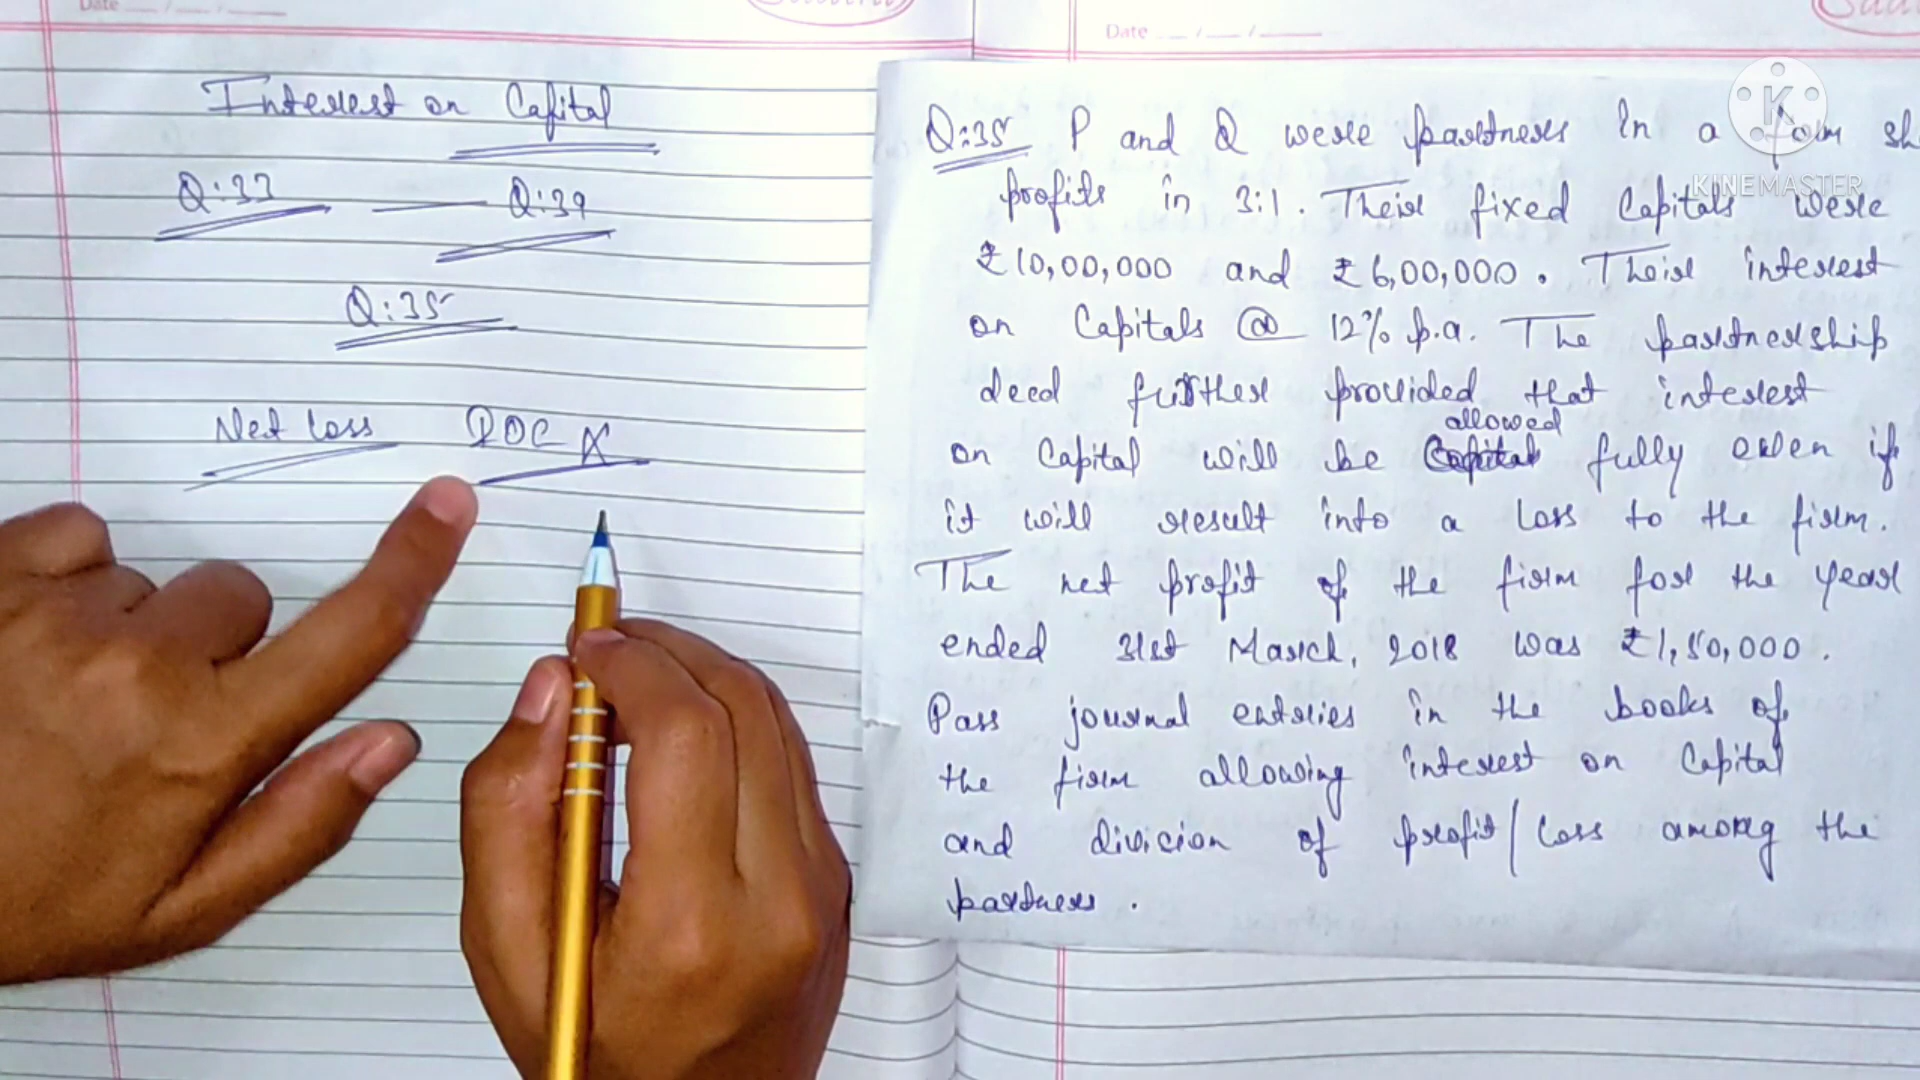 Date
Interest on Capital
Q:33 — Q:39
Q:35
Net Loss IOC X
Date
KINEMASTER
Q:35 P and Q were partners in a firm sh
profits in 3:1. Their fixed Capitals were
₹10,00,000 and ₹6,00,000. Their interest
on Capitals @ 12% p.a. The partnership
deed further provided that interest
allowed
on Capital will be Capital fully even if
it will result into a Loss to the firm.
The net profit of the firm for the year
ended 31st March, 2018 was ₹1,50,000.
Pass journal entries in the books of
the firm allowing interest on Capital
and division of profit/Loss among the
partners.